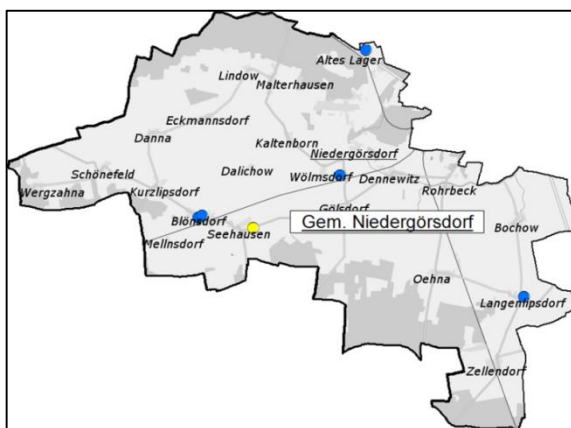 Altes Lager
Lindow
Malterhausen
Eckmannsdorf
Danna
Kaltenborn
Niedergörsdorf
Schönefeld
Dalichow
Wölmsdorf
Dennewitz
Wergzahna
Kurzlipsdorf
Rohrbeck
Blönsdorf
Gölsdorf
Bochow
Seehausen
Gem. Niedergörsdorf
Mellnsdorf
Oehna
Langenlipsdorf
Zellendorf